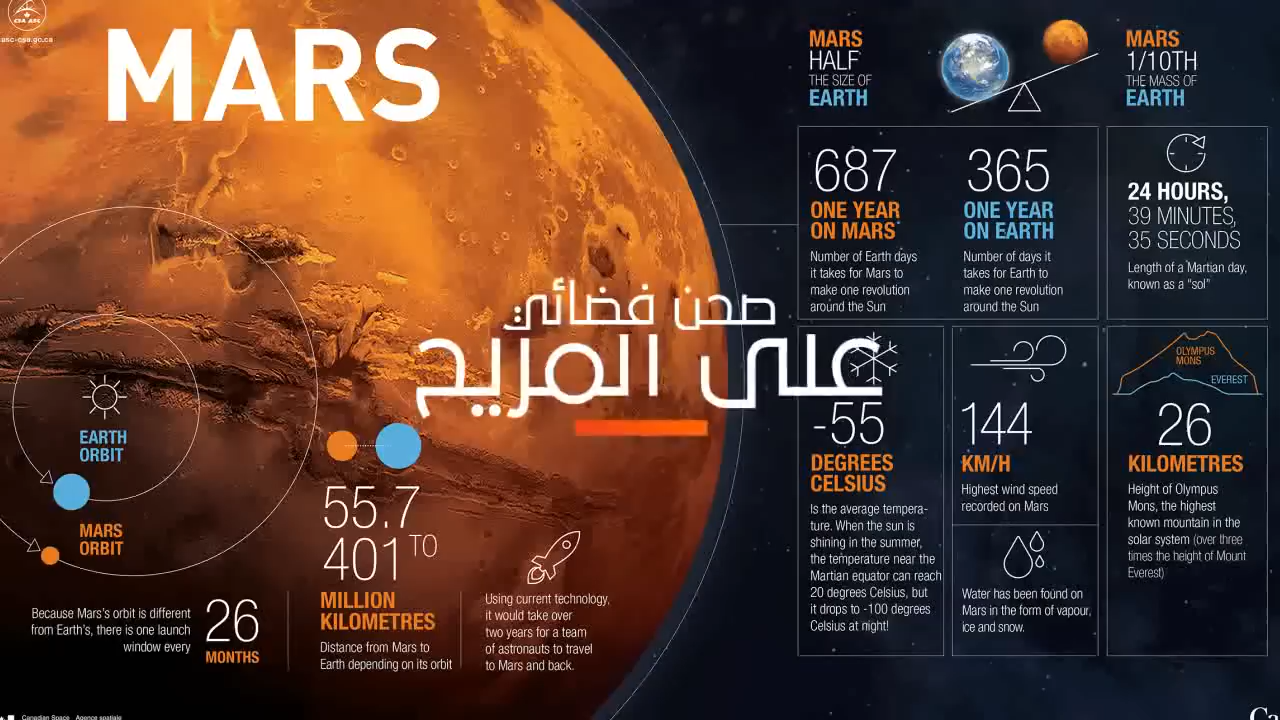 CSA ASC
asc-csa.gc.ca
MARS
MARS
HALF
THE SIZE OF
EARTH
MARS
1/10TH
THE MASS OF
EARTH
687
ONE YEAR
ON MARS
Number of Earth days
it takes for Mars to
make one revolution
around the Sun
365
ONE YEAR
ON EARTH
Number of days it
takes for Earth to
make one revolution
around the Sun
24 HOURS,
39 MINUTES,
35 SECONDS
Length of a Martian day,
known as a "sol"
صحن فضائي
على المريخ
EARTH
ORBIT
MARS
ORBIT
Because Mars's orbit is different
from Earth's, there is one launch
window every
26
MONTHS
55.7
TO
401
MILLION
KILOMETRES
Distance from Mars to
Earth depending on its orbit
Using current technology,
it would take over
two years for a team
of astronauts to travel
to Mars and back.
-55
DEGREES
CELSIUS
Is the average tempera-
ture. When the sun is
shining in the summer,
the temperature near the
Martian equator can reach
20 degrees Celsius, but
it drops to -100 degrees
Celsius at night!
144
KM/H
Highest wind speed
recorded on Mars
Water has been found on
Mars in the form of vapour,
ice and snow.
OLYMPUS
MONS
EVEREST
26
KILOMETRES
Height of Olympus
Mons, the highest
known mountain in the
solar system (over three
times the height of Mount
Everest)
Canadian Space Agence spatiale